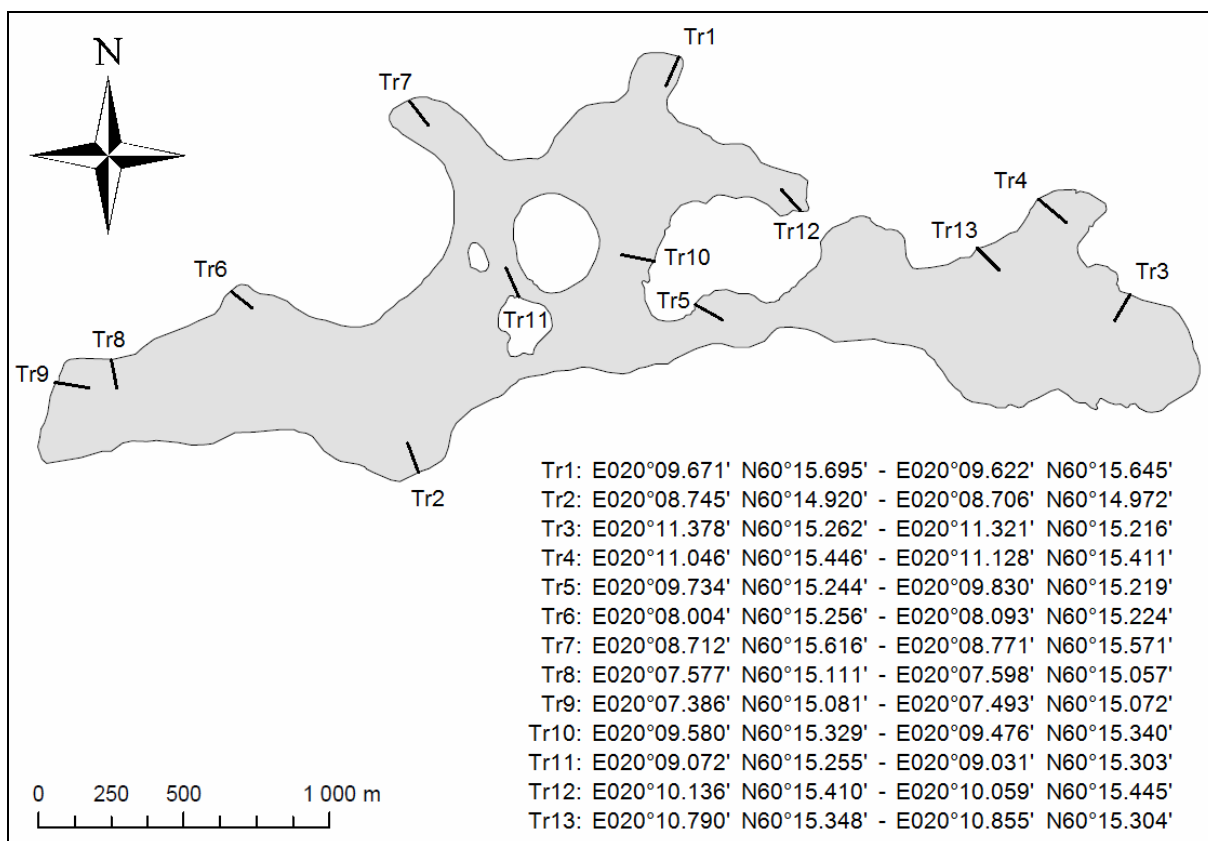 N
Tr1
Tr7
Tr4
Tr12
Tr13
Tr10
Tr6
Tr3
Tr5
Tr11
Tr8
Tr9
Tr2
Tr1: E020°09.671' N60°15.695' - E020°09.622' N60°15.645'
Tr2: E020°08.745' N60°14.920' - E020°08.706' N60°14.972'
Tr3: E020°11.378' N60°15.262' - E020°11.321' N60°15.216'
Tr4: E020°11.046' N60°15.446' - E020°11.128' N60°15.411'
Tr5: E020°09.734' N60°15.244' - E020°09.830' N60°15.219'
Tr6: E020°08.004' N60°15.256' - E020°08.093' N60°15.224'
Tr7: E020°08.712' N60°15.616' - E020°08.771' N60°15.571'
Tr8: E020°07.577' N60°15.111' - E020°07.598' N60°15.057'
Tr9: E020°07.386' N60°15.081' - E020°07.493' N60°15.072'
Tr10: E020°09.580' N60°15.329' - E020°09.476' N60°15.340'
Tr11: E020°09.072' N60°15.255' - E020°09.031' N60°15.303'
Tr12: E020°10.136' N60°15.410' - E020°10.059' N60°15.445'
Tr13: E020°10.790' N60°15.348' - E020°10.855' N60°15.304'
0 250 500 1 000 m